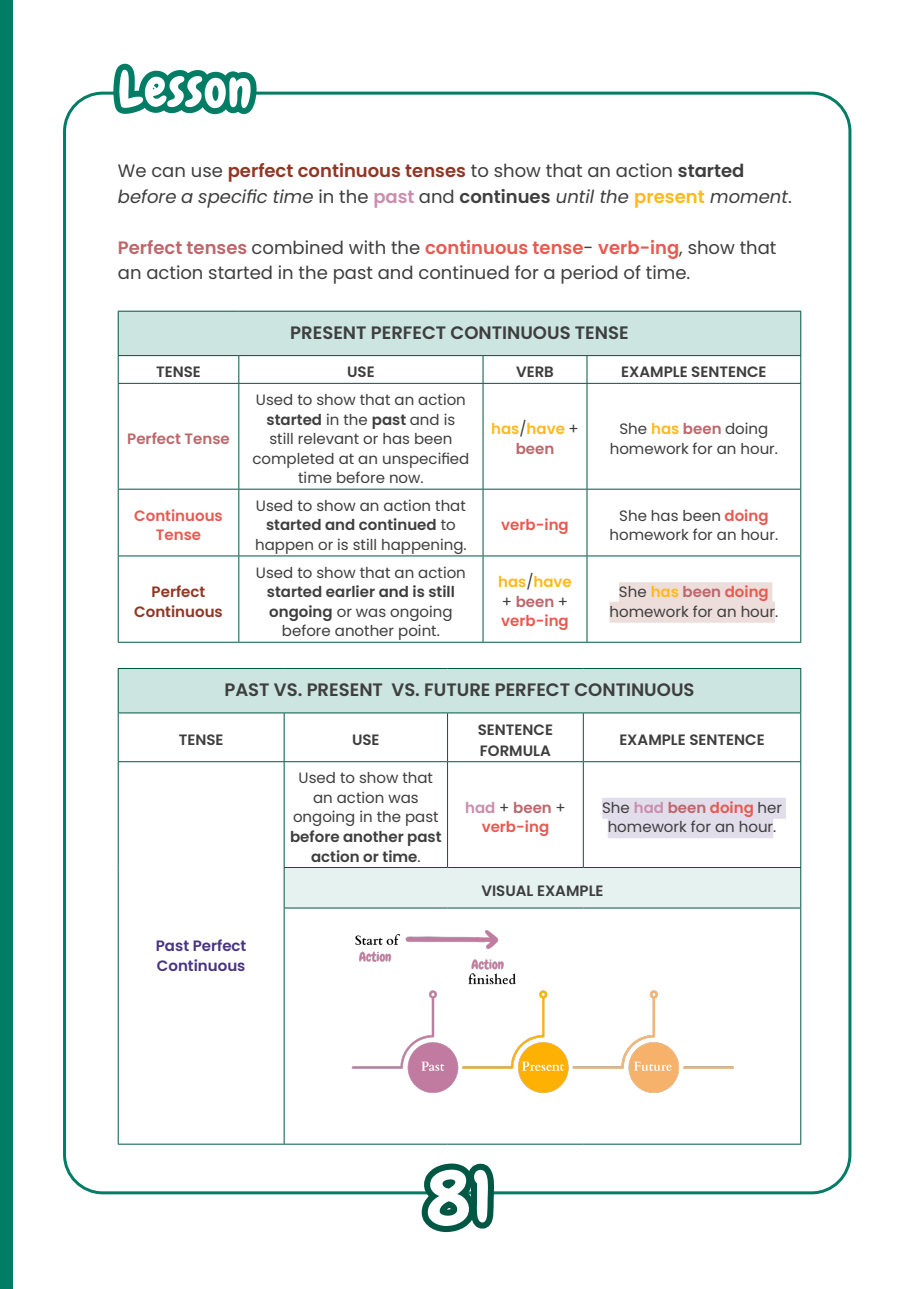 Lesson
We can use perfect continuous tenses to show that an action started
before a specific time in the past and continues until the present moment.
Perfect tenses combined with the continuous tense- verb-ing, show that
an action started in the past and continued for a period of time.
PRESENT PERFECT CONTINUOUS TENSE
TENSE USE VERB EXAMPLE SENTENCE
Perfect Tense
Used to show that an action
started in the past and is
still relevant or has been
completed at an unspecified
time before now.
has/have +
been
She has been doing
homework for an hour.
Continuous
Tense
Used to show an action that
started and continued to
happen or is still happening.
verb-ing
She has been doing
homework for an hour.
Perfect
Continuous
Used to show that an action
started earlier and is still
ongoing or was ongoing
before another point.
has/have
+ been +
verb-ing
She has been doing
homework for an hour.
PAST VS. PRESENT VS. FUTURE PERFECT CONTINUOUS
TENSE
USE
SENTENCE
FORMULA
EXAMPLE SENTENCE
Past Perfect
Continuous
Used to show that
an action was
ongoing in the past
before another past
action or time.
had + been +
verb-ing
She had been doing her
homework for an hour.
VISUAL EXAMPLE
Start of
Action
Action
finished
Past
Present
Future
81